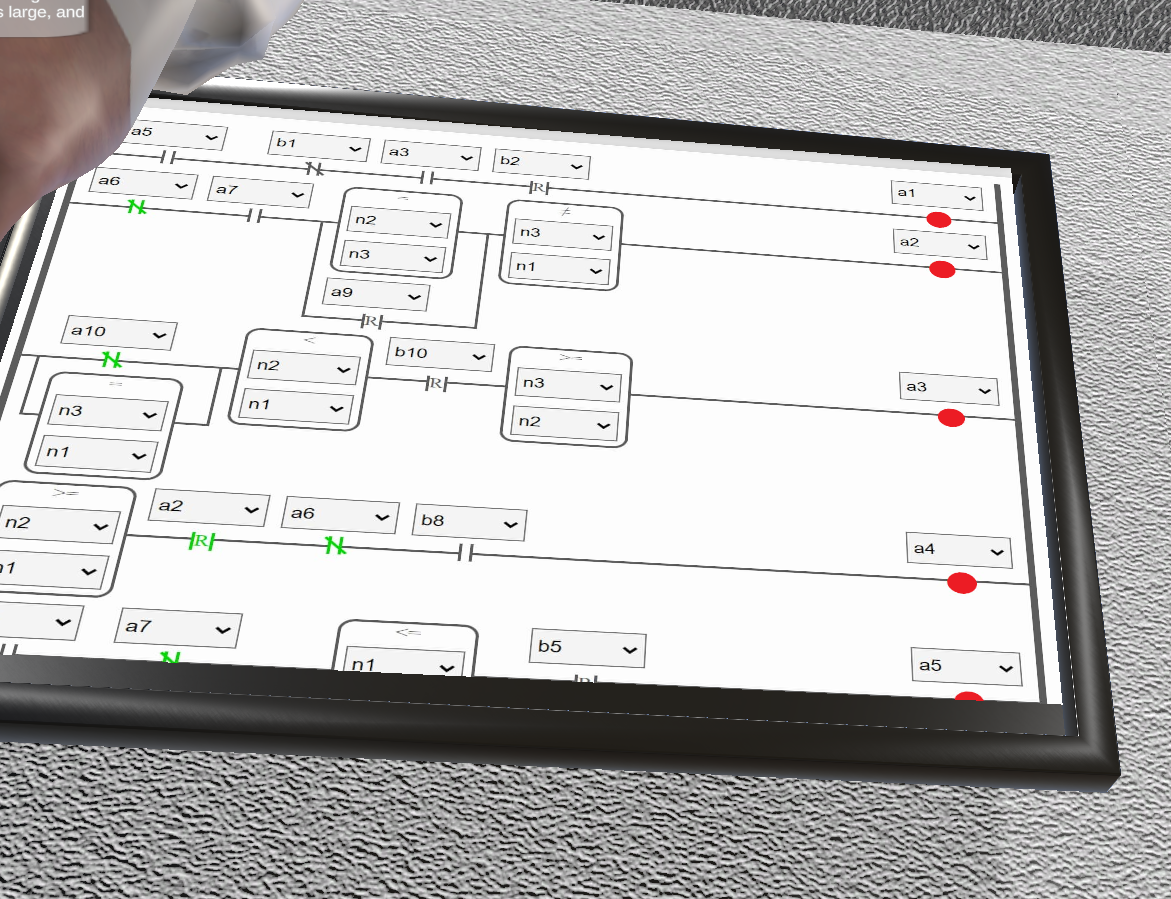 s large, and
a5 b1 a3 b2 a1
R
a6 a7 n2 n3 a2
n3 n1
≠
a9
R
a10 < b10 >= a3
n2 n3
R
= n1 n2
n3
n1
>= a2 a6 b8 a4
n2
R
n1
a7 <= b5 a5
n1